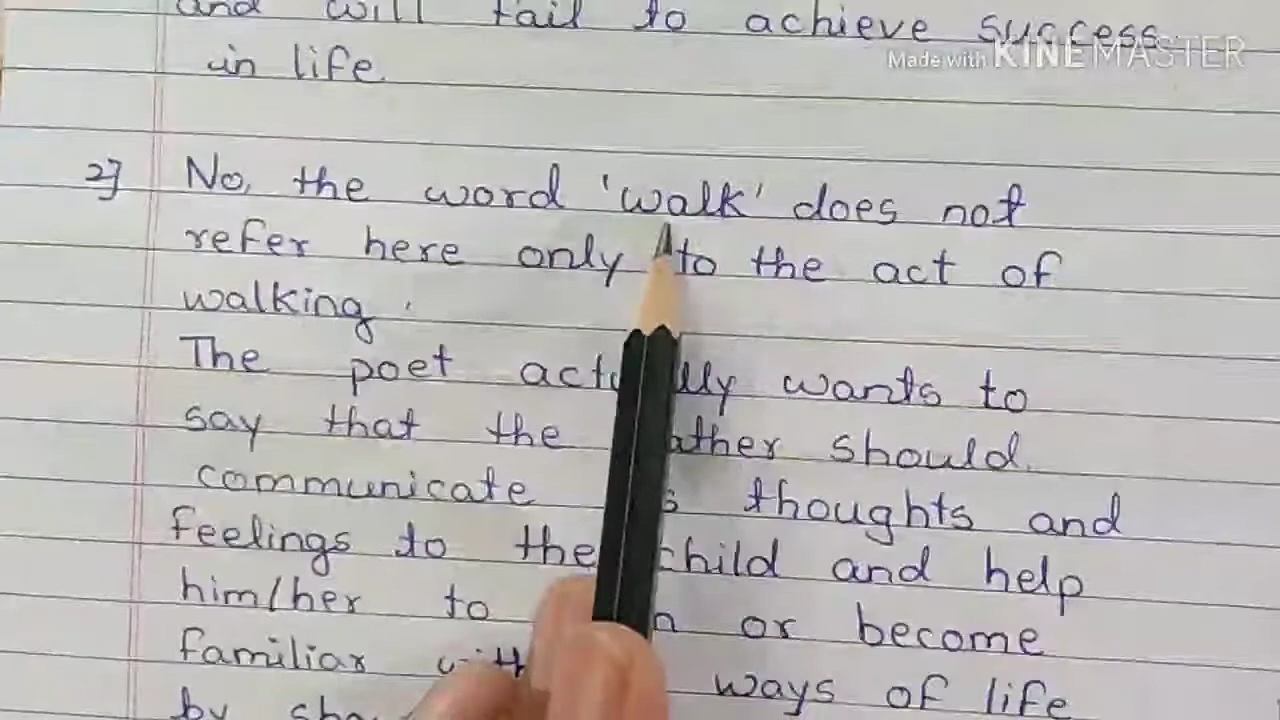 and will fail to achieve success
in life.
Made with KINEMASTER
2] No, the word 'walk' does not
refer here only to the act of
walking.
The poet actually wants to
say that the should
communicate thoughts and
feelings to the child and help
him/her to or become
familiar with ways of life
by